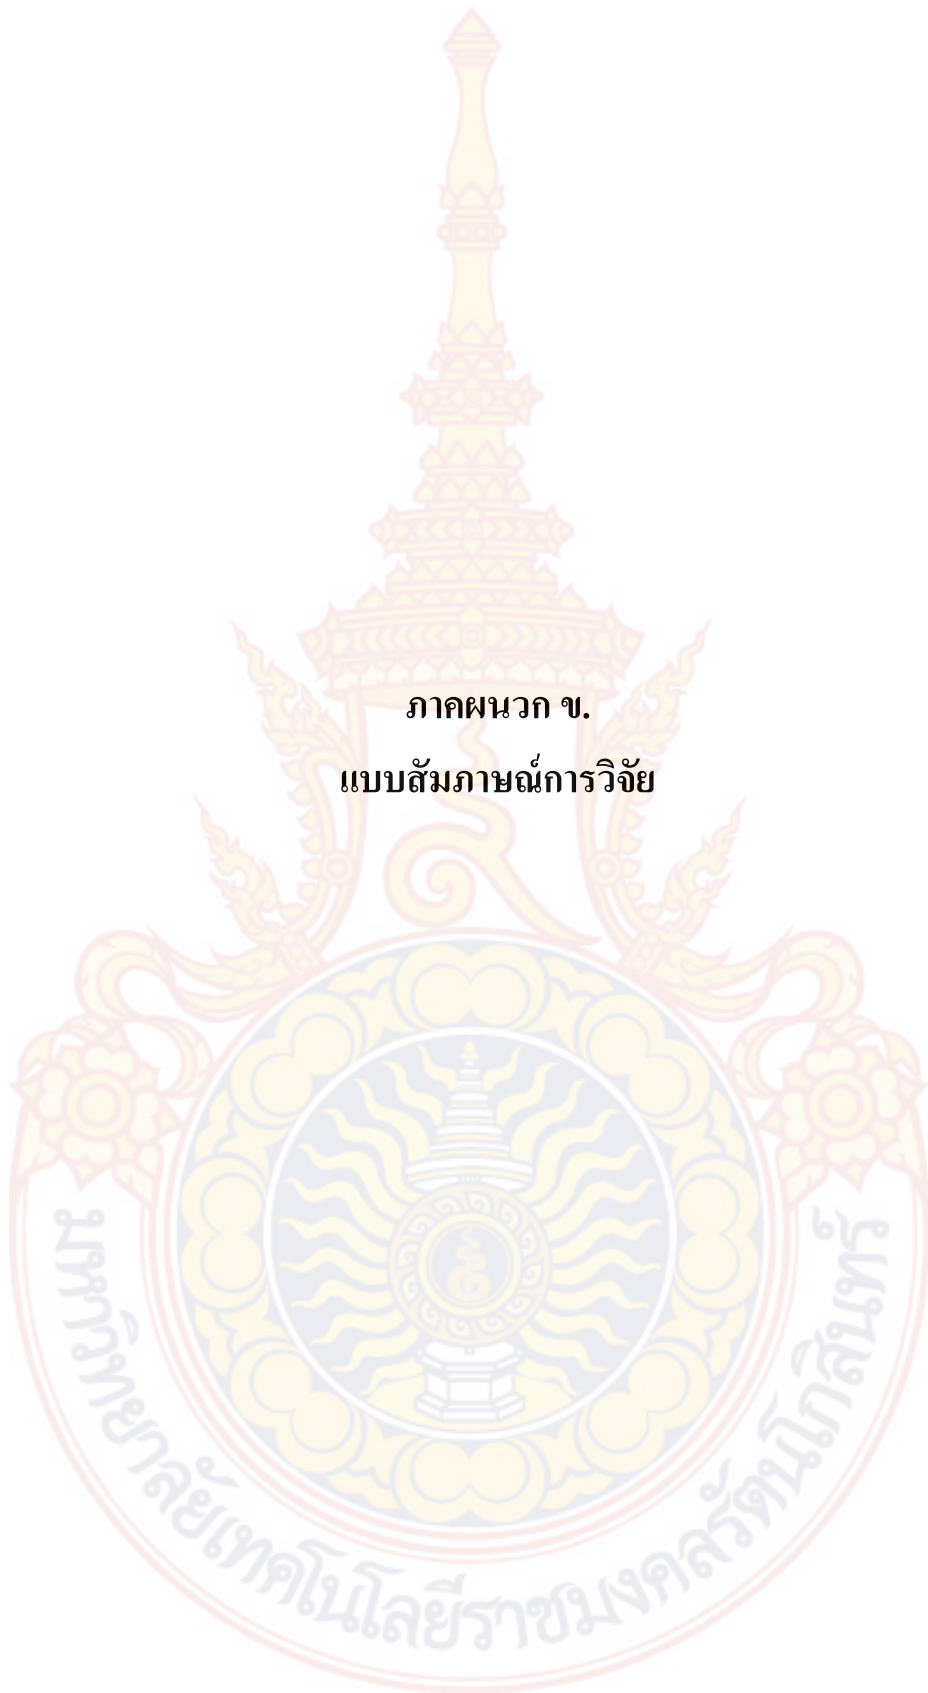 ภาคผนวก ข.
แบบสัมภาษณ์การวิจัย
มหาวิทยาลัยเทคโนโลยีราชมงคลรัตนโกสินทร์